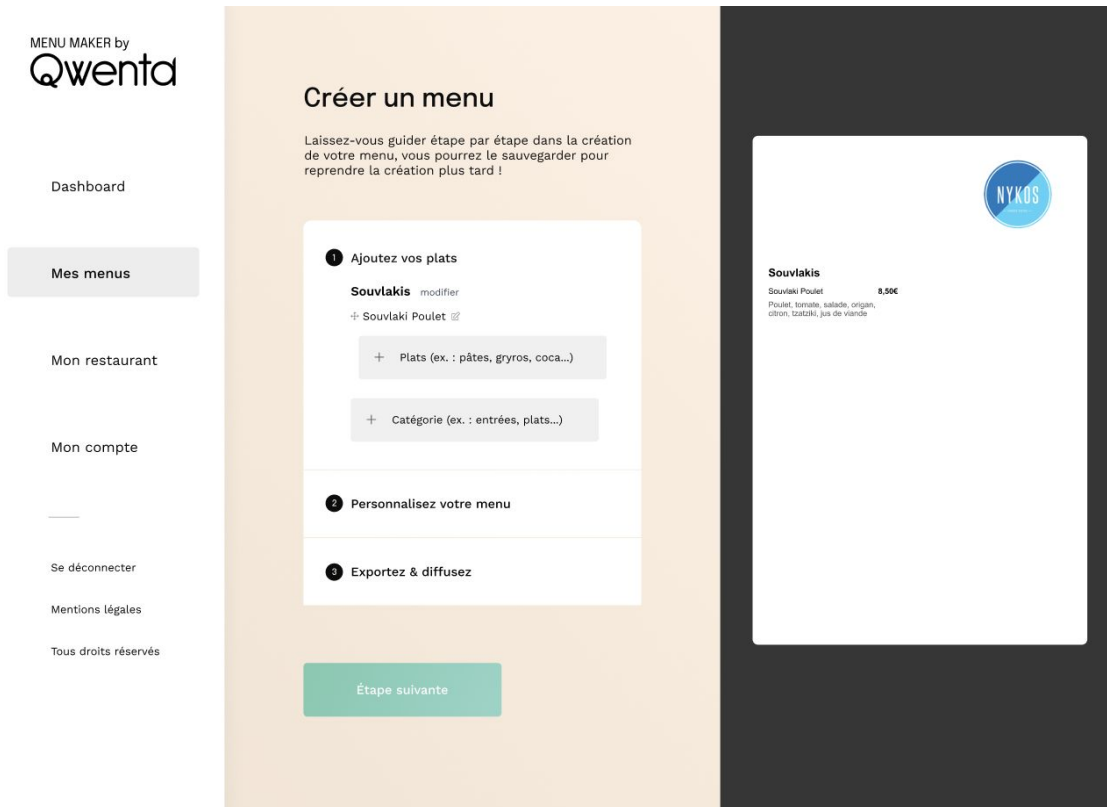 MENU MAKER by
Qwenta
Dashboard
Mes menus
Mon restaurant
Mon compte
Se déconnecter
Mentions légales
Tous droits réservés
Créer un menu
Laissez-vous guider étape par étape dans la création
de votre menu, vous pourrez le sauvegarder pour
reprendre la création plus tard !
1 Ajoutez vos plats
Souvlakis modifier
Souvlaki Poulet
+ Plats (ex. : pâtes, gryros, coca...)
+ Catégorie (ex. : entrées, plats...)
2 Personnalisez votre menu
3 Exportez & diffusez
Étape suivante
NYKOS
Souvlakis
Souvlaki Poulet 8,50€
Poulet, tomate, salade, origan,
citron, tzatziki, jus de viande